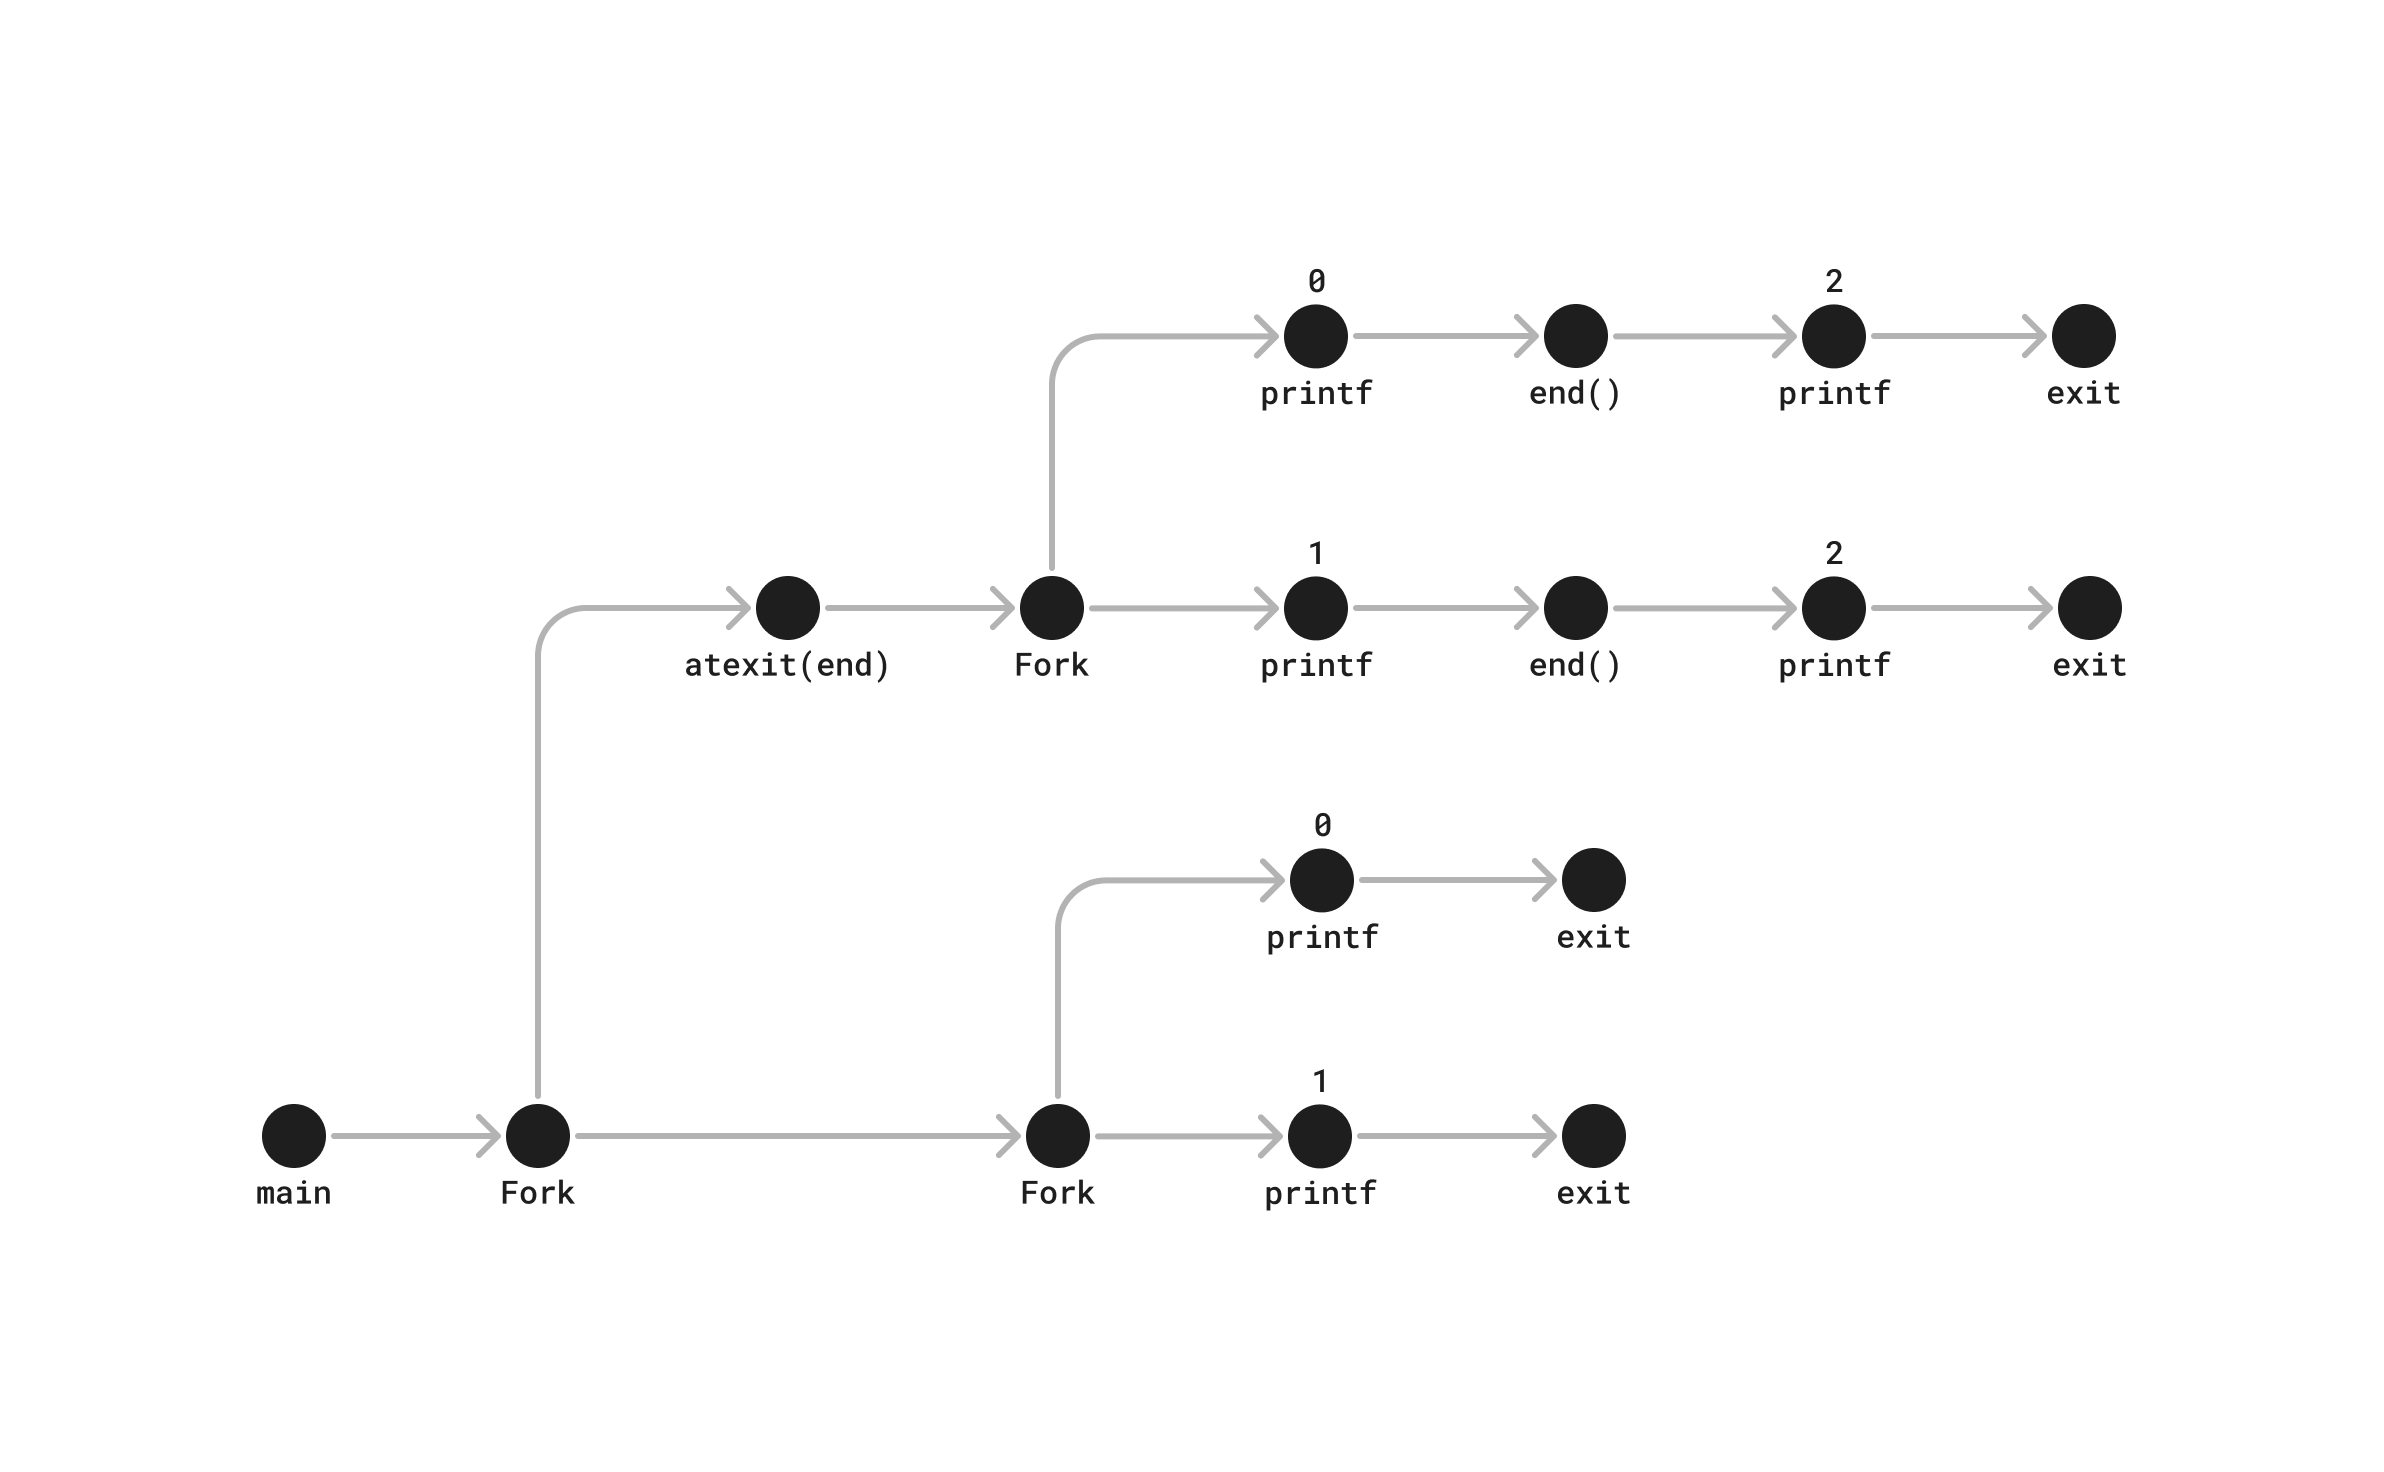 0 2
printf end() printf exit
1 2
atexit(end) Fork printf end() printf exit
0
printf exit
1
main Fork Fork printf exit